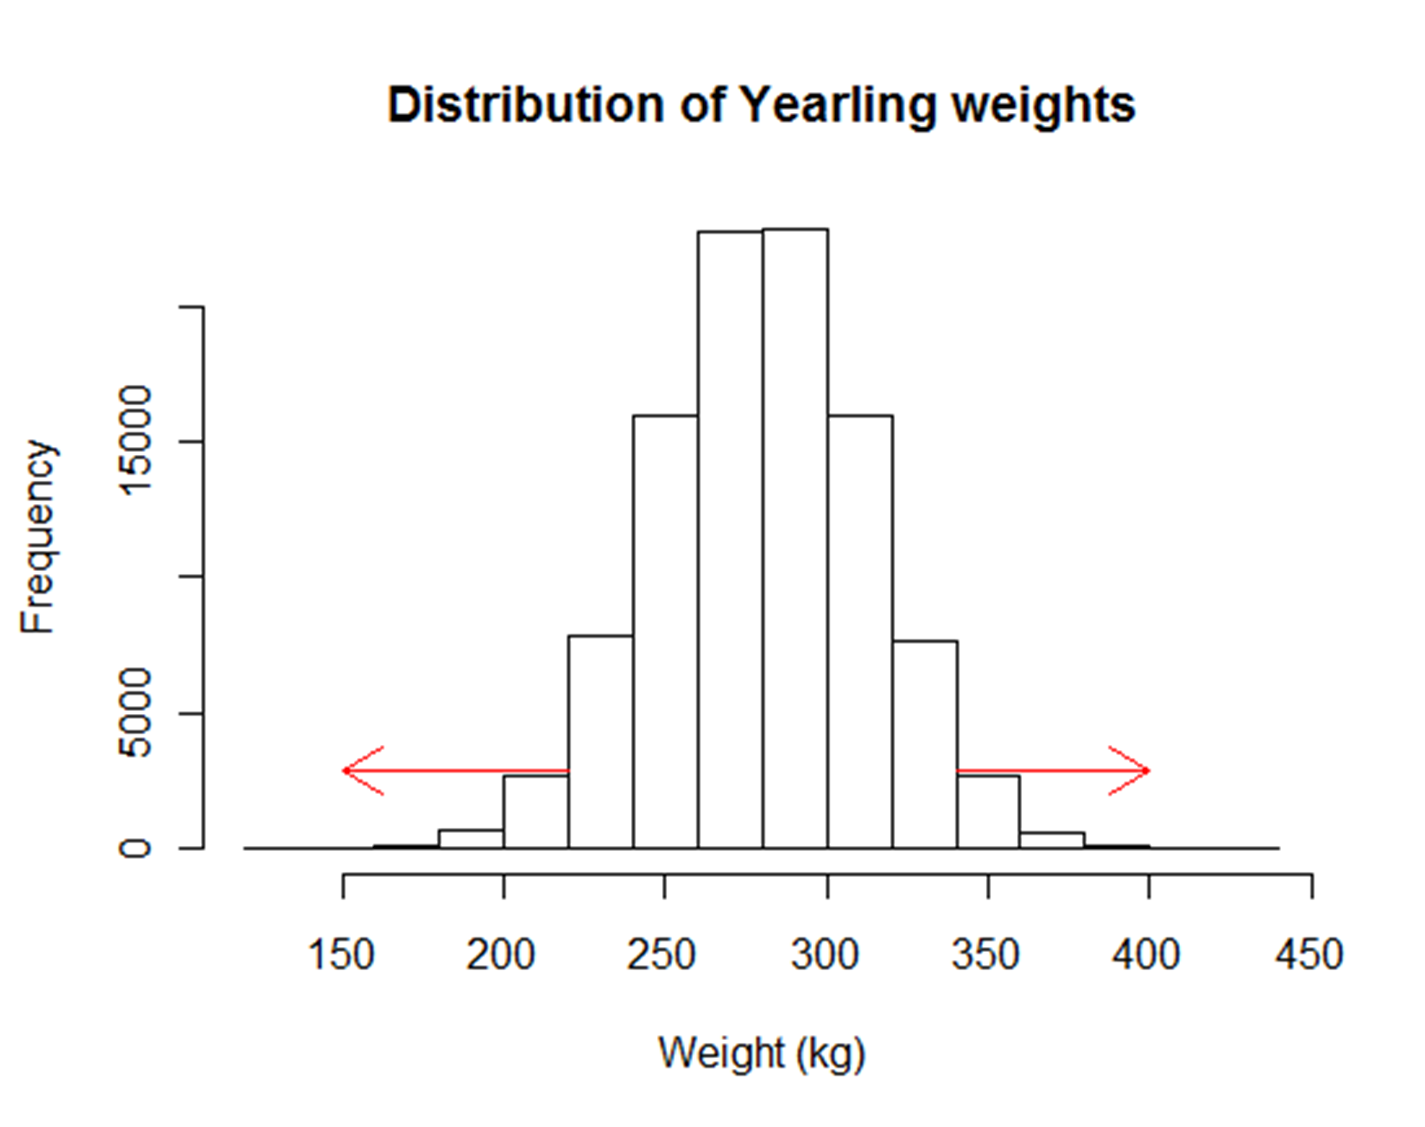 Distribution of Yearling weights
Frequency
15000
5000
0
150 200 250 300 350 400 450
Weight (kg)